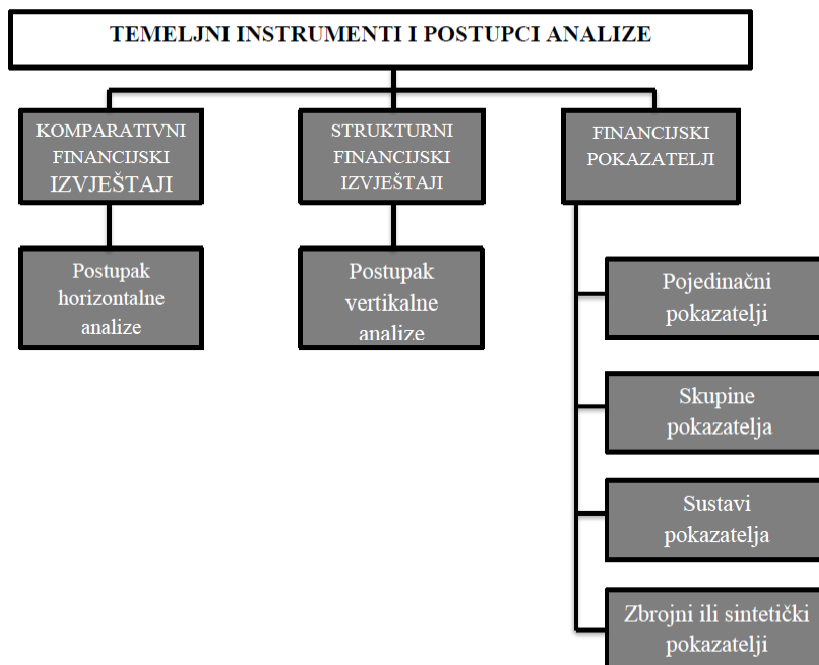 TEMELJNI INSTRUMENTI I POSTUPCI ANALIZE
KOMPARATIVNI
FINANCIJSKI
IZVJEŠTAJI
STRUKTURNI
FINANCIJSKI
IZVJEŠTAJI
FINANCIJSKI
POKAZATELJI
Postupak
horizontalne
analize
Postupak
vertikalne
analize
Pojedinačni
pokazatelji
Skupine
pokazatelja
Sustavi
pokazatelja
Zbrojni ili sintetički
pokazatelji